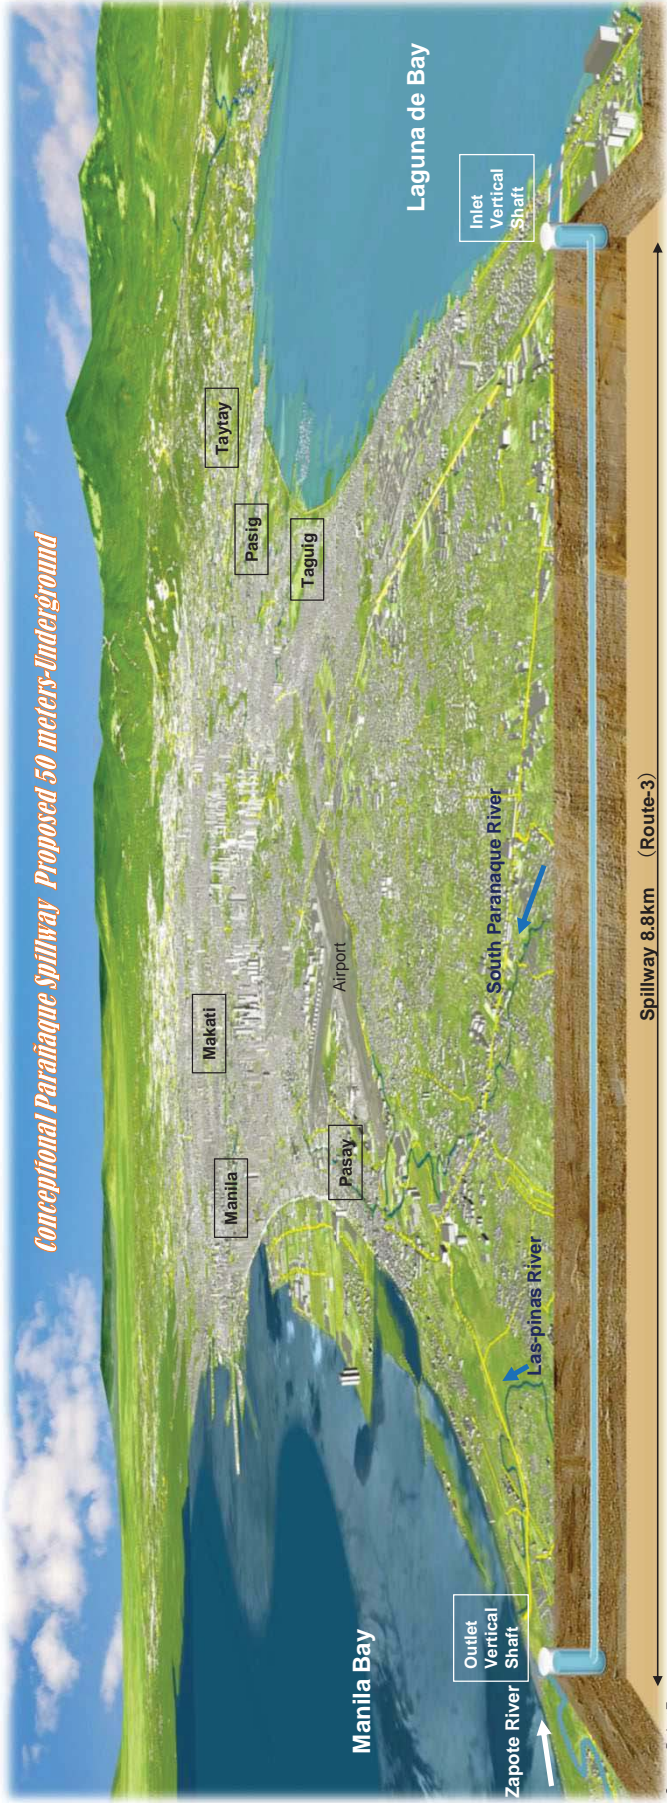 Conceptual Parañaque Spillway Proposed 50 meters-Underground
Manila
Makati
Taytay
Pasig
Taguig
Pasay
Airport
Manila Bay
Laguna de Bay
Outlet
Vertical
Shaft
Inlet
Vertical
Shaft
Zapote River
Las-pinas River
South Paranaque River
Spillway 8.8km （Route-3）